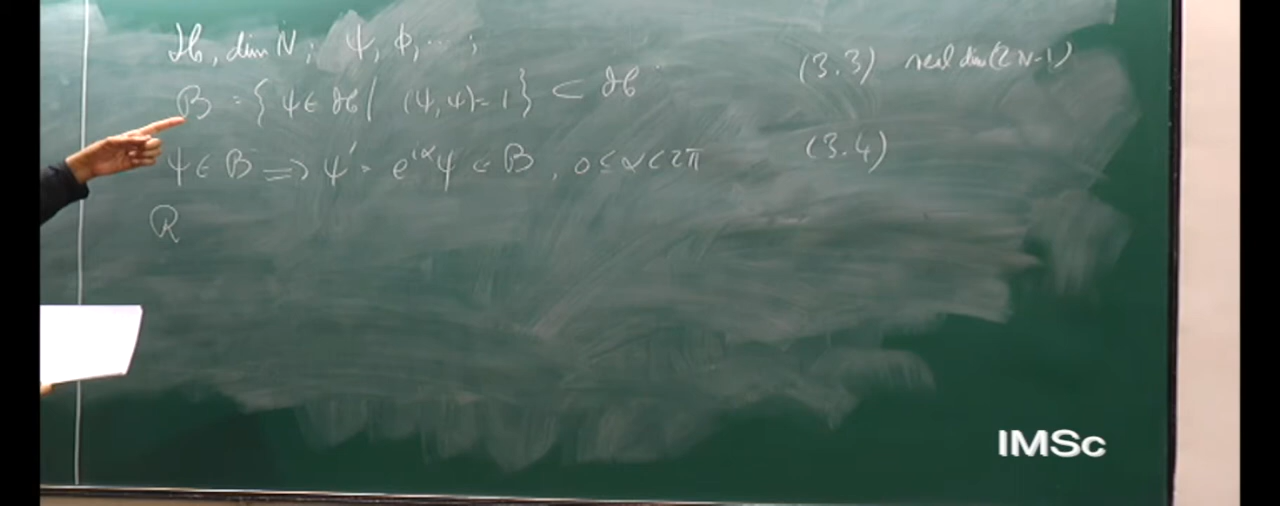 ℋ, dim N; ψ, ϕ, ...;
ℬ = {ψ ∈ ℋ | (ψ, ψ) = 1} ⊂ ℋ (3.3) real dim (2N-1)
ψ ∈ ℬ ⟹ ψ' = e^{iα}ψ ∈ ℬ, 0 ≤ α < 2π (3.4)
ℛ
IMSc